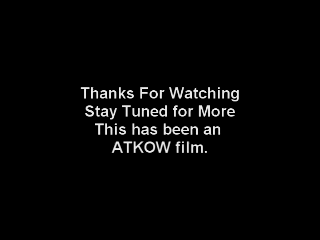 Thanks For Watching
Stay Tuned for More
This has been an
ATKOW film.